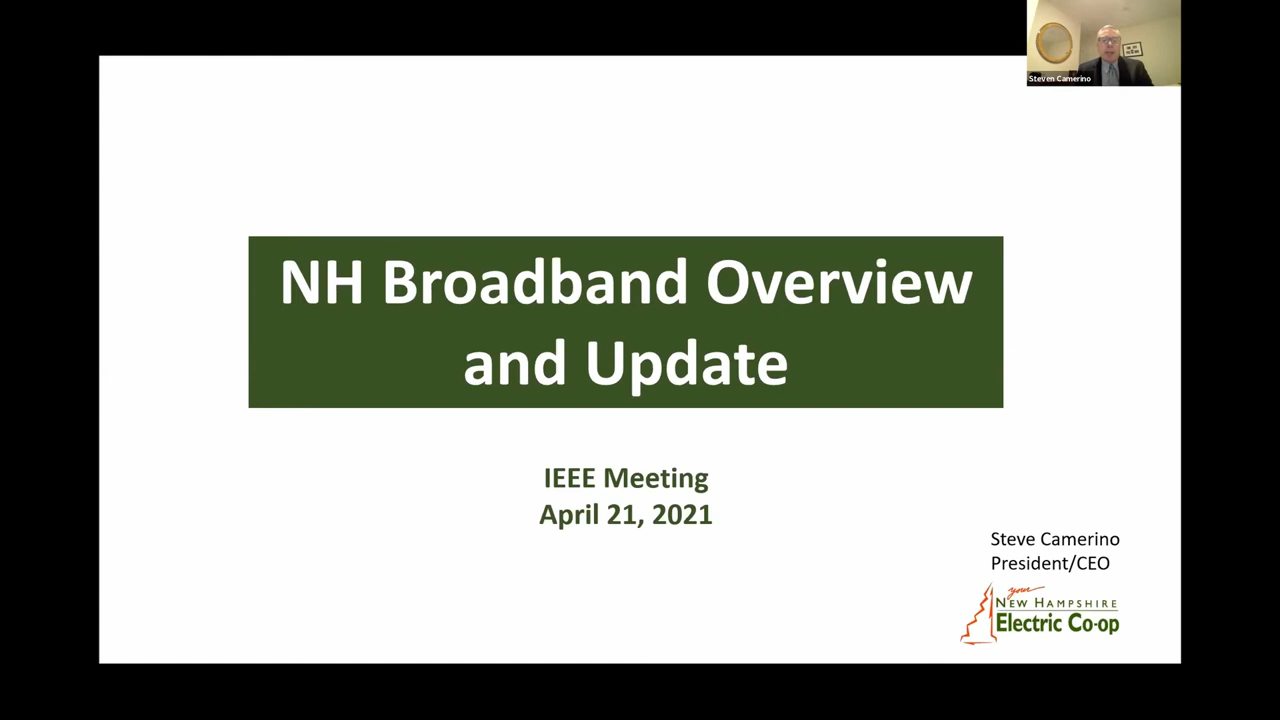 Steven Camerino
NH Broadband Overview
and Update
IEEE Meeting
April 21, 2021
Steve Camerino
President/CEO
your
New Hampshire
Electric Co-op